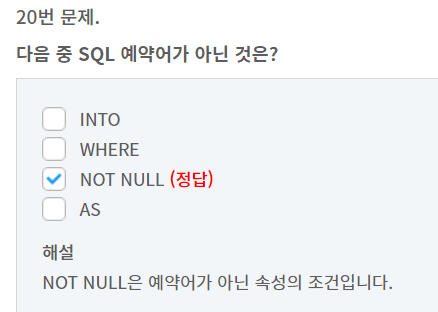 20번 문제.
다음 중 SQL 예약어가 아닌 것은?
INTO
WHERE
NOT NULL (정답)
AS
해설
NOT NULL은 예약어가 아닌 속성의 조건입니다.